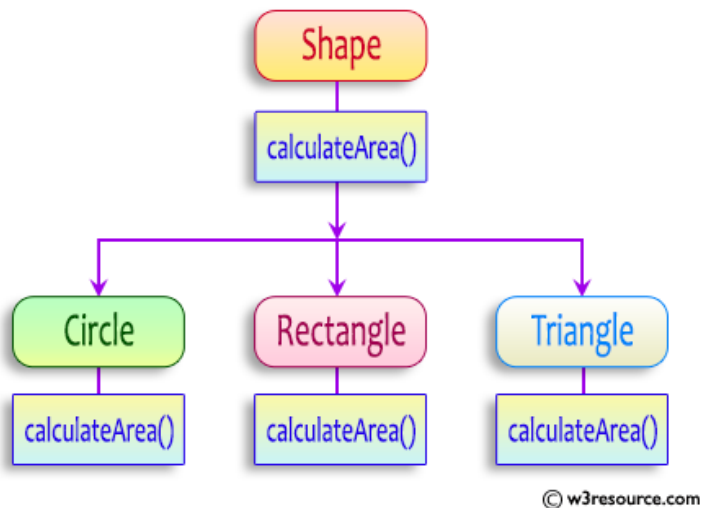 Shape
calculateArea()
Circle
Rectangle
Triangle
calculateArea()
calculateArea()
calculateArea()
© w3resource.com